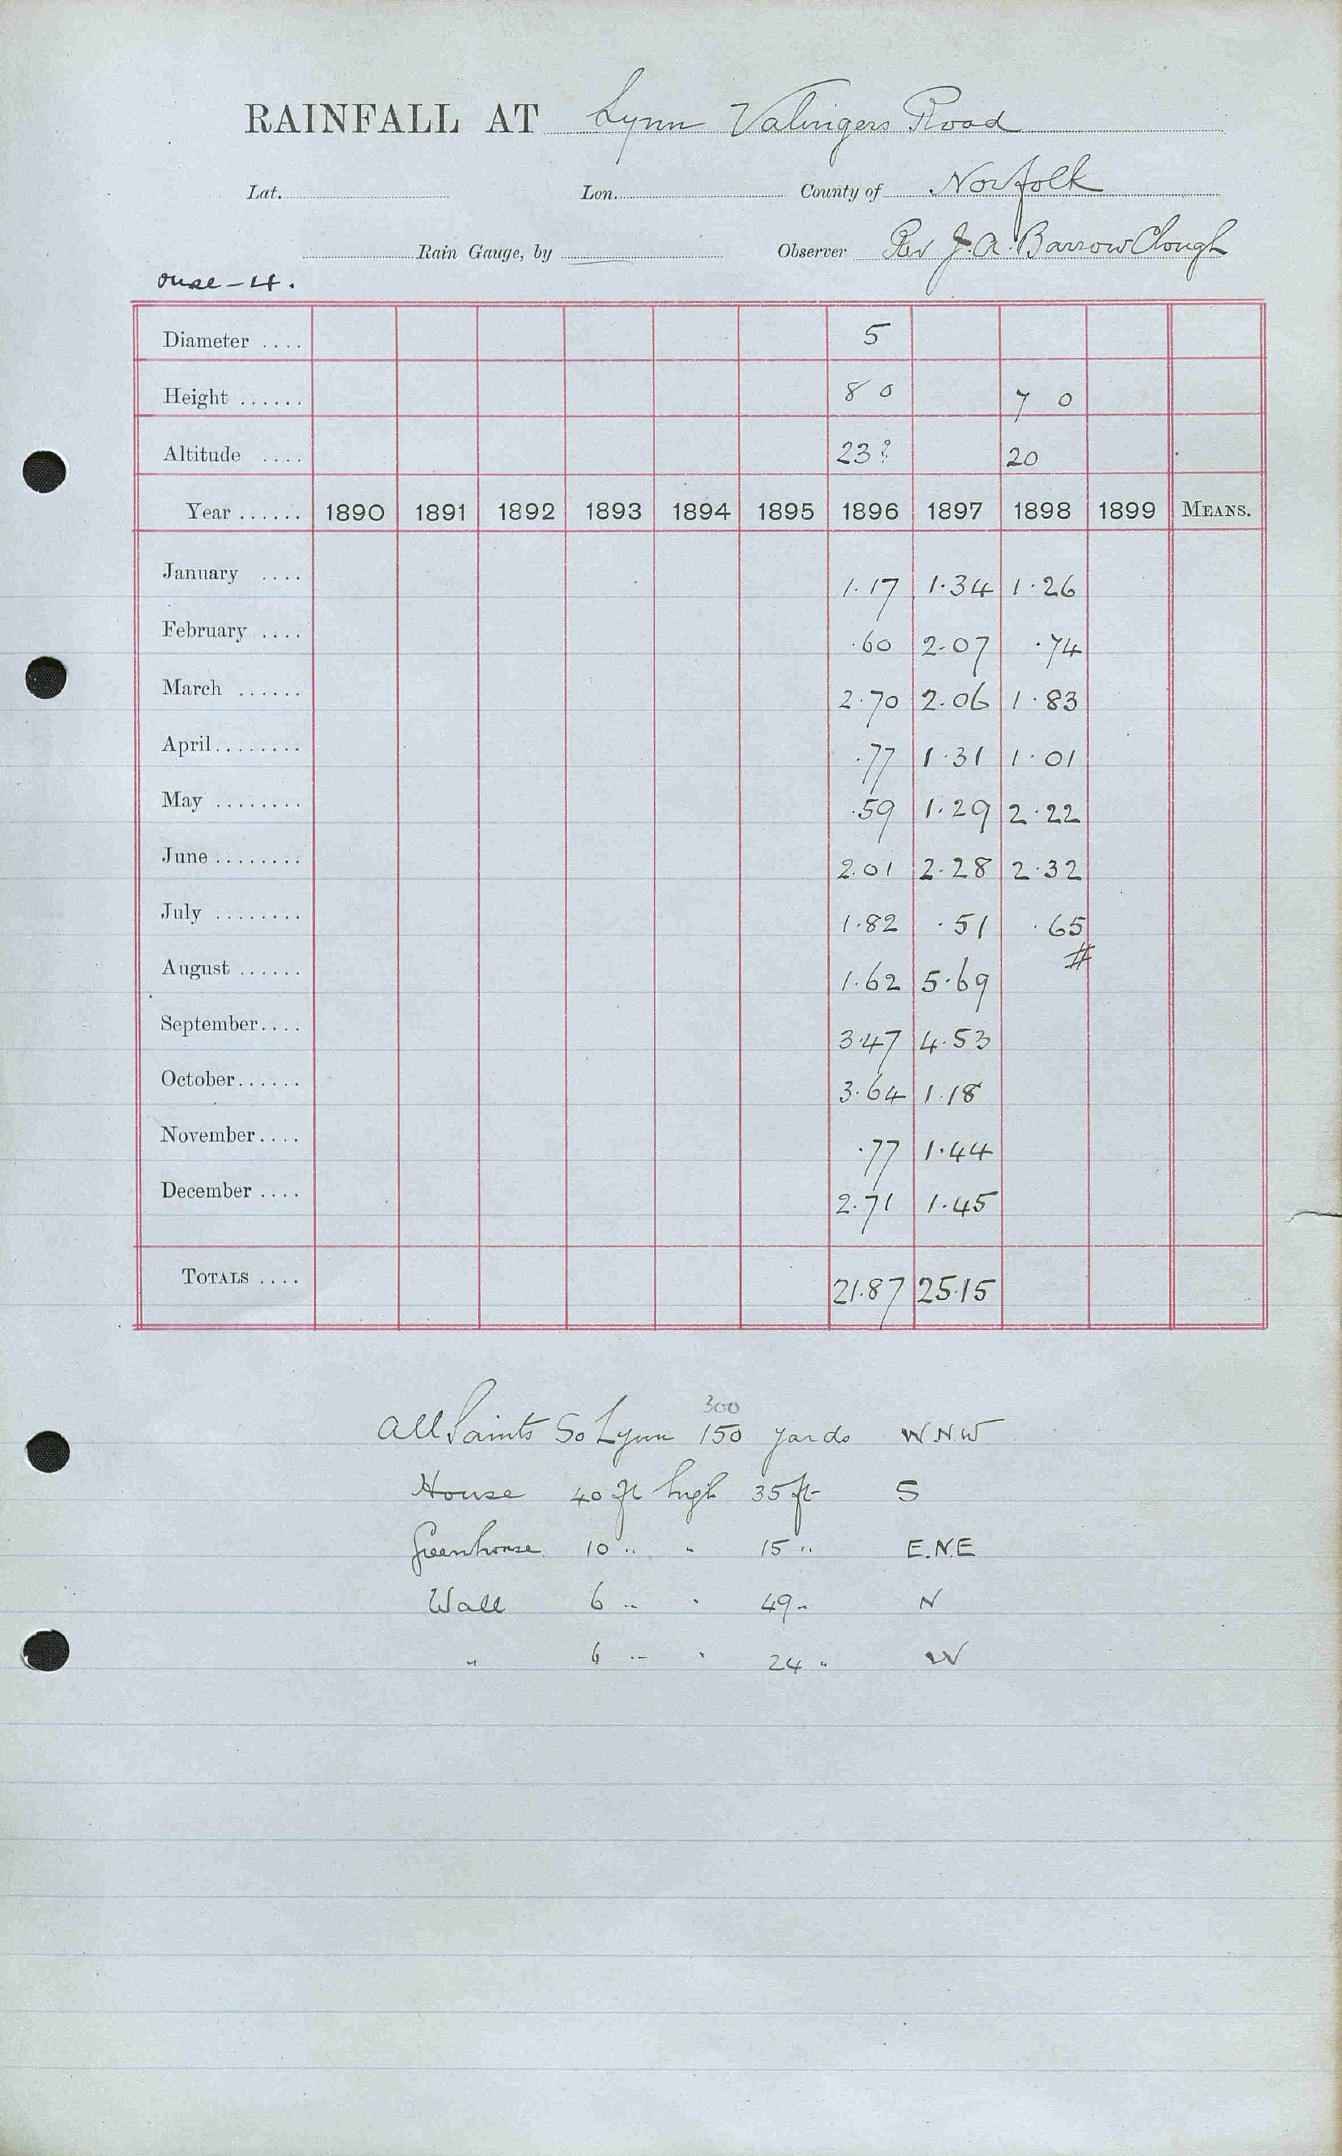 RAINFALL AT Lynn Valingers Road
Lat. Lon. County of Norfolk
Rain Gauge, by Observer Rev J. A. Barrow Clough
Ouse - 4.
Diameter .... 5
Height ...... 8 0 7 0
Altitude .... 23? 20
Year ...... 1890 1891 1892 1893 1894 1895 1896 1897 1898 1899 MEANS.
January .... 1.17 1.34 1.26
February .... .60 2.07 .74
March ...... 2.70 2.06 1.83
April........ .77 1.31 1.01
May ........ .59 1.29 2.22
June ........ 2.01 2.28 2.32
July ........ 1.82 .51 .65
August ...... 1.62 5.69 #
September.... 3.47 4.53
October...... 3.64 1.18
November.... .77 1.44
December .... 2.71 1.45
TOTALS .... 21.87 25.15
300
All Saints So Lynn 150 yards W.N.W
House 40 ft high 35 ft S
Greenhouse 10 " " 15 " E.N.E
Wall 6 " " 49 " N
" 6 " " 24 " W